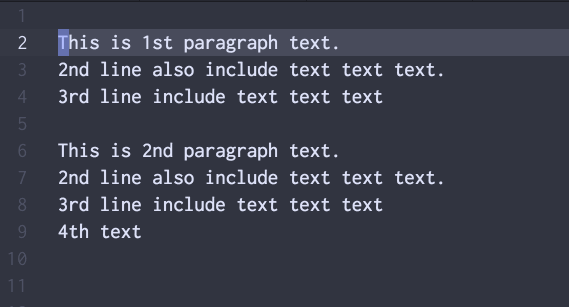 1
2 This is 1st paragraph text.
3 2nd line also include text text text.
4 3rd line include text text text
5
6 This is 2nd paragraph text.
7 2nd line also include text text text.
8 3rd line include text text text
9 4th text
10
11